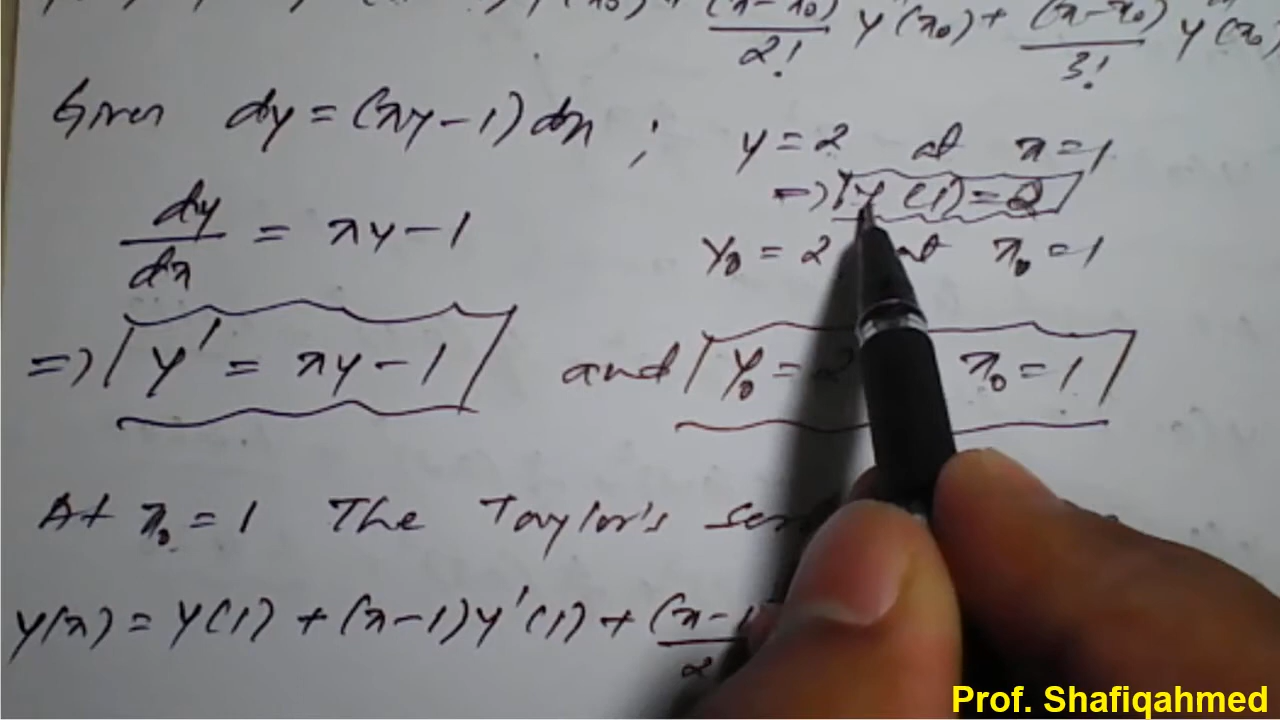 (x-x₀)/2! y(x₀) + (x-x₀)/3! y(x₀)
Given dy = (xy-1) dx ; y = 2 at x = 1
=> y(1) = 2
dy/dx = xy-1
y₀ = 2 at x₀ = 1
=> y' = xy-1 and y₀ = 2 x₀ = 1
At x₀ = 1 The Taylor's
y(x) = y(1) + (x-1) y'(1) + (x-1
2
Prof. Shafiqahmed